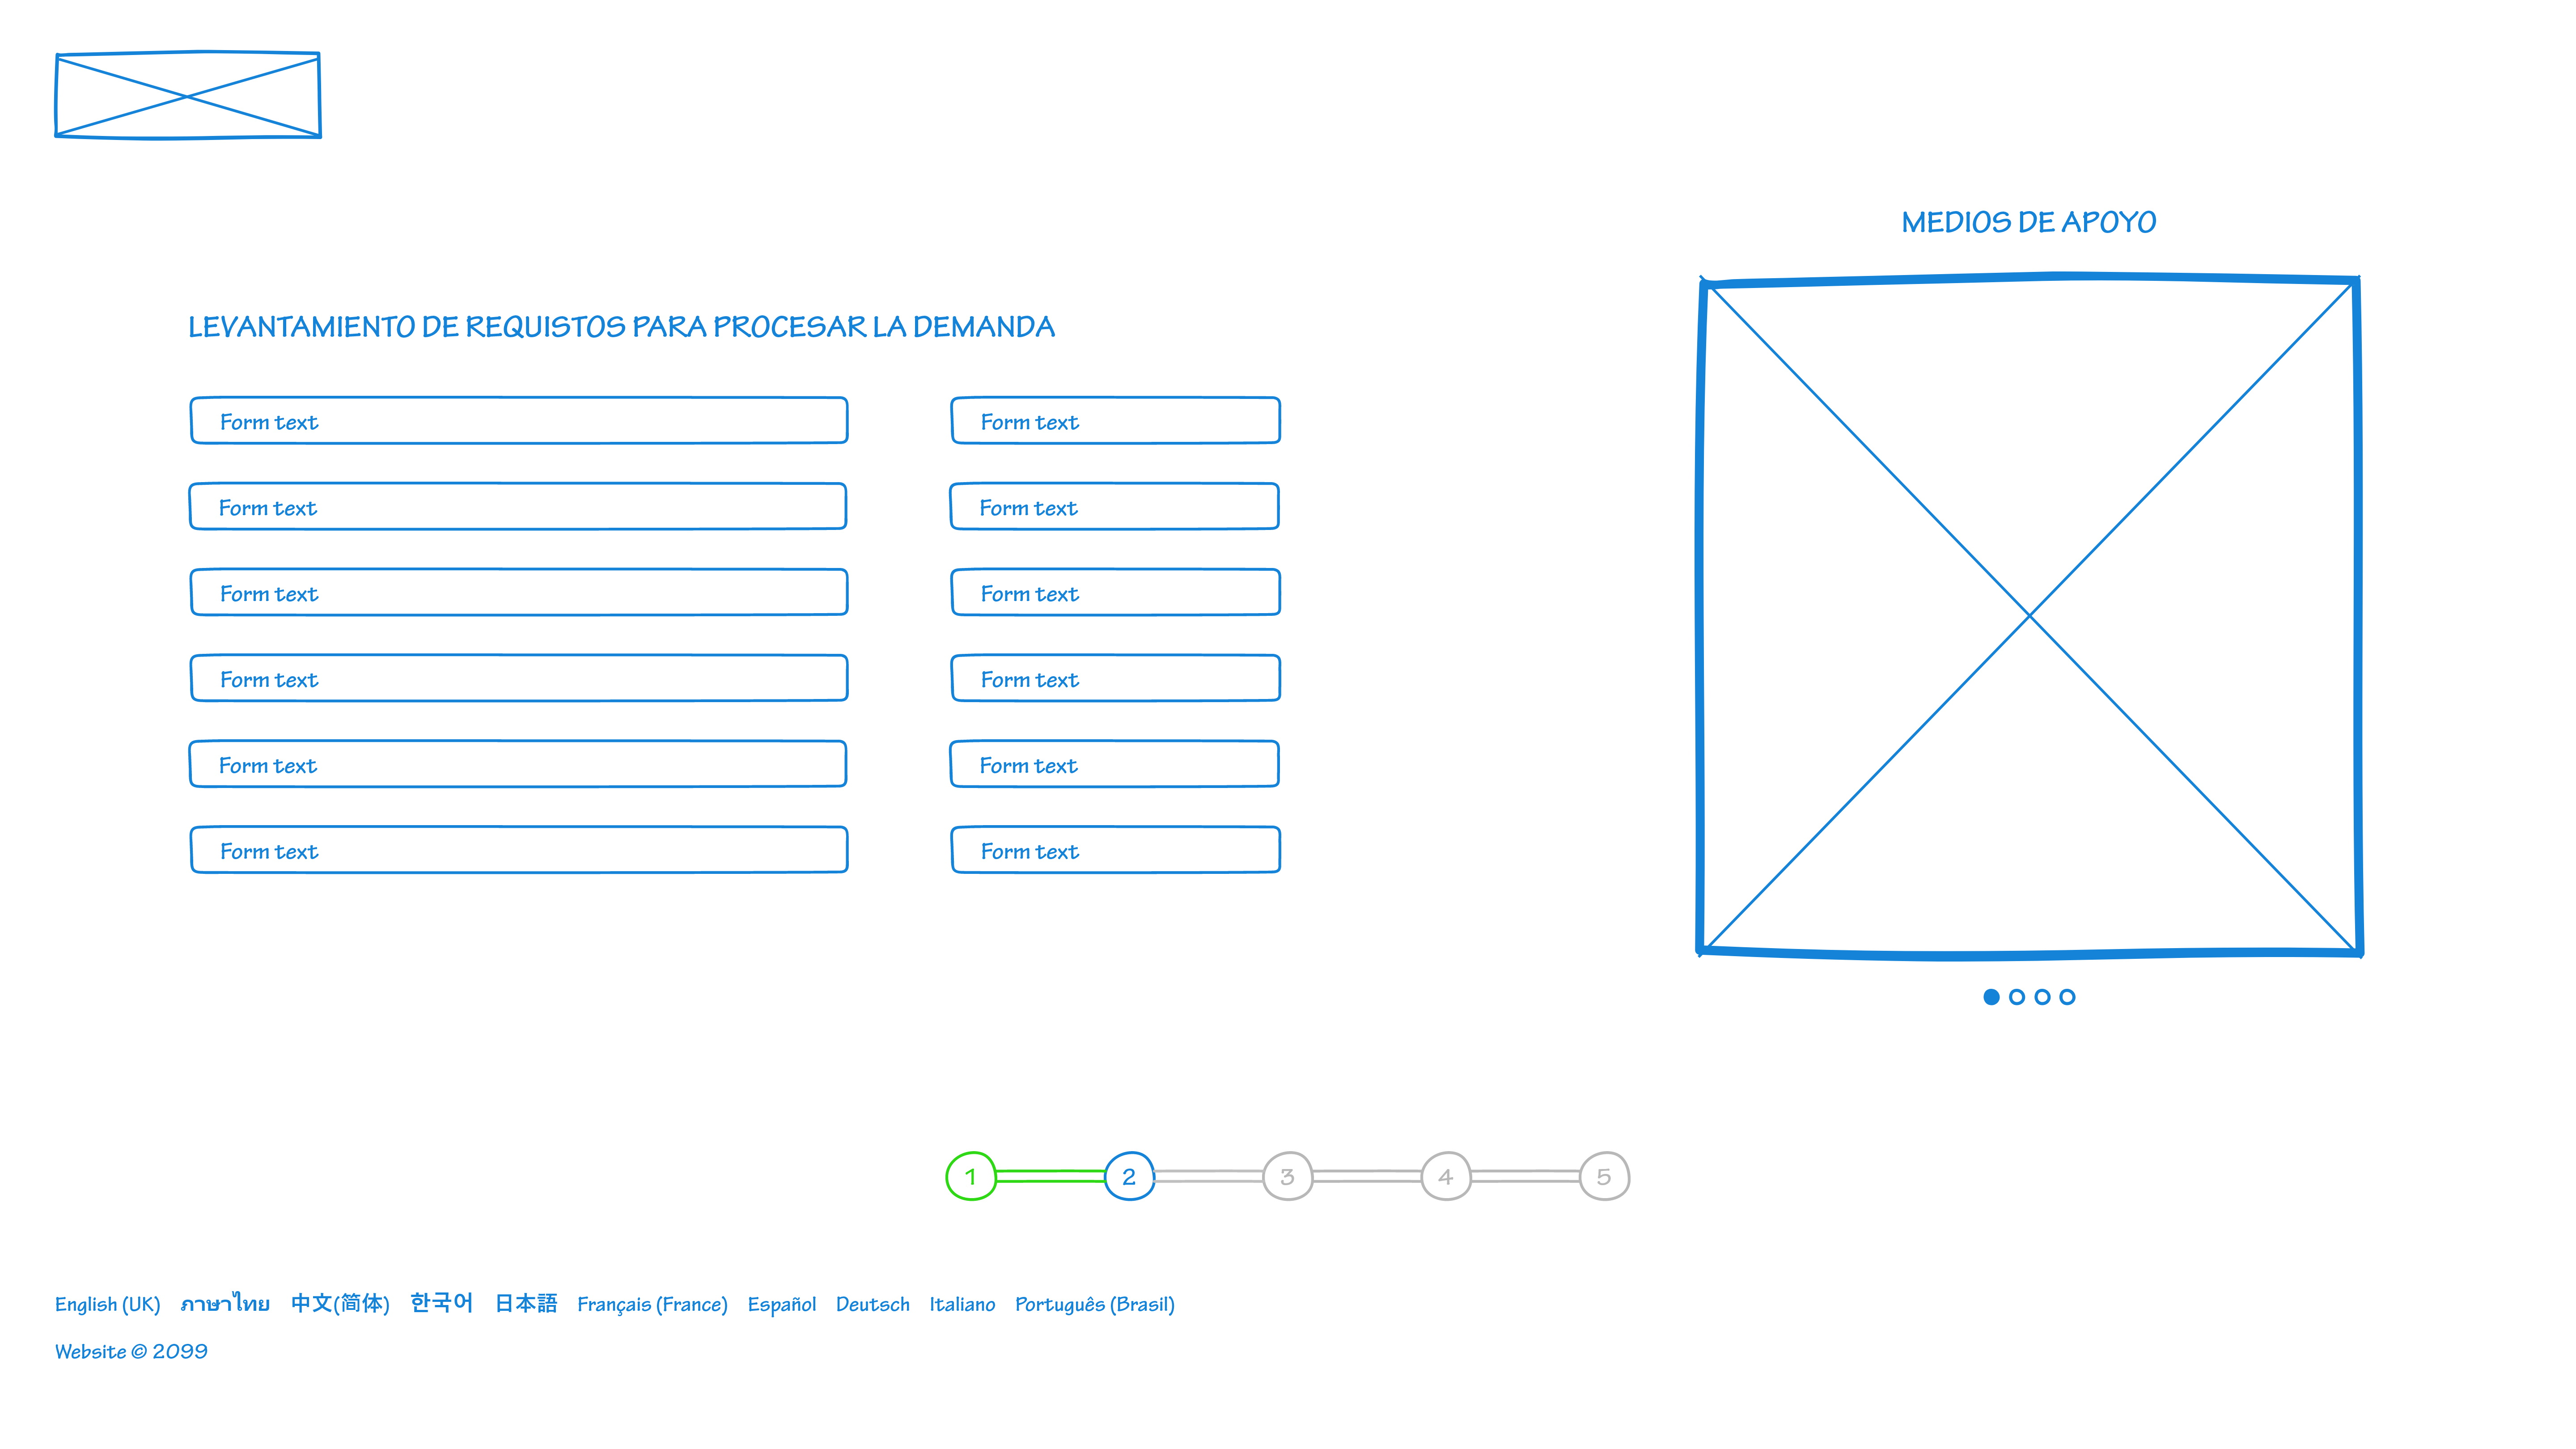 MEDIOS DE APOYO
LEVANTAMIENTO DE REQUISTOS PARA PROCESAR LA DEMANDA
Form text Form text
Form text Form text
Form text Form text
Form text Form text
Form text Form text
Form text Form text
1 2 3 4 5
English (UK) ภาษาไทย 中文(简体) 한국어 日本語 Français (France) Español Deutsch Italiano Português (Brasil)
Website © 2099